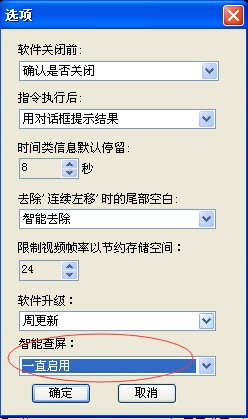 选项
软件关闭前:
确认是否关闭
指令执行后:
用对话框提示结果
时间类信息默认停留:
8 秒
去除'连续左移'时的尾部空白:
智能去除
限制视频帧率以节约存储空间：
24
软件升级：
周更新
智能查屏：
一直启用
确定 取消